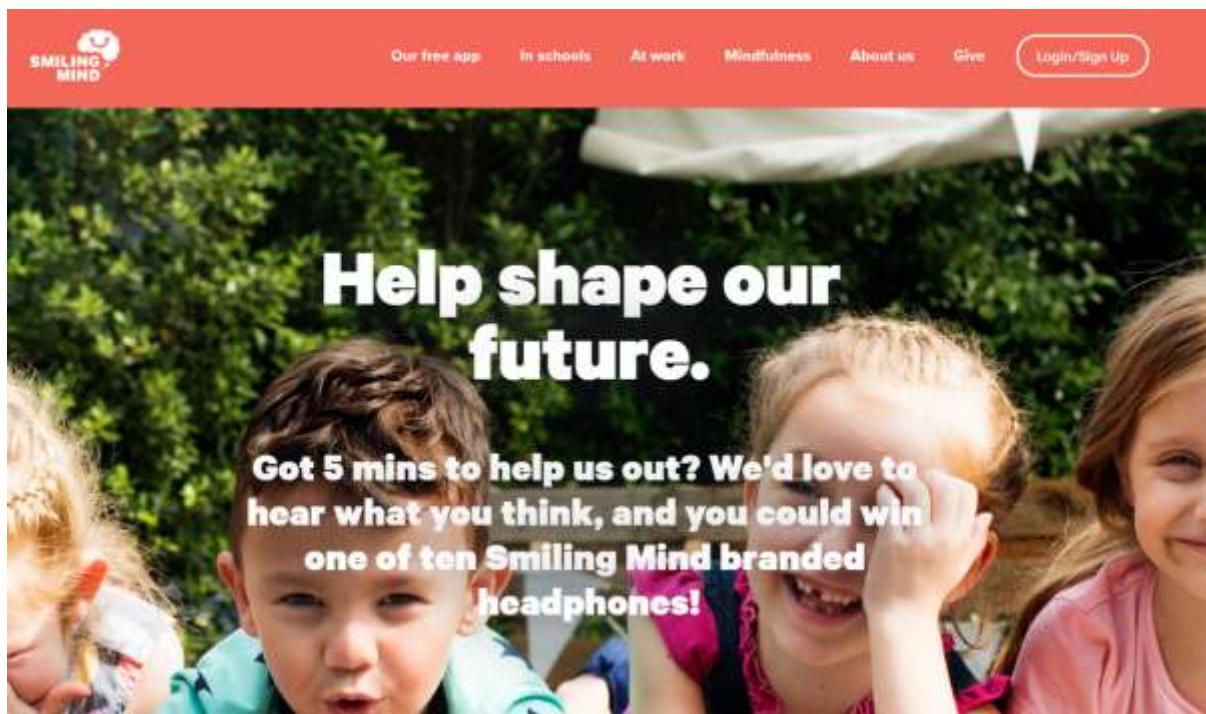 SMILING
MIND
Our free app In schools At work Mindfulness About us Give Login/Sign Up
Help shape our
future.
Got 5 mins to help us out? We'd love to
hear what you think, and you could win
one of ten Smiling Mind branded
headphones!